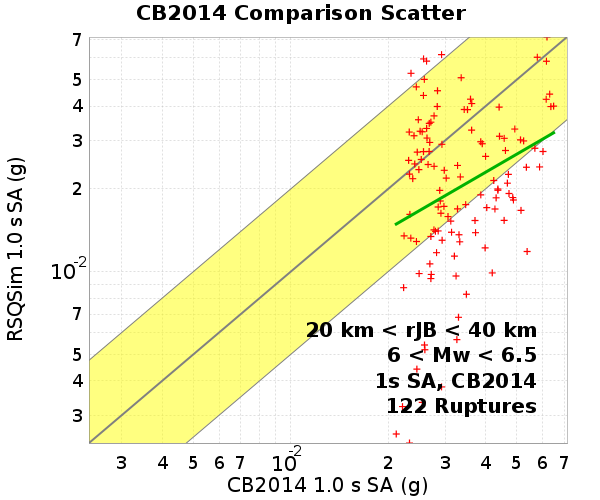 CB2014 Comparison Scatter
RSQSim 1.0 s SA (g)
7
5
4
3
2
10-2
7
5
4
3
20 km < rJB < 40 km
6 < Mw < 6.5
1s SA, CB2014
122 Ruptures
3 4 5 6 7 10-2 2 3 4 5 6 7
CB2014 1.0 s SA (g)